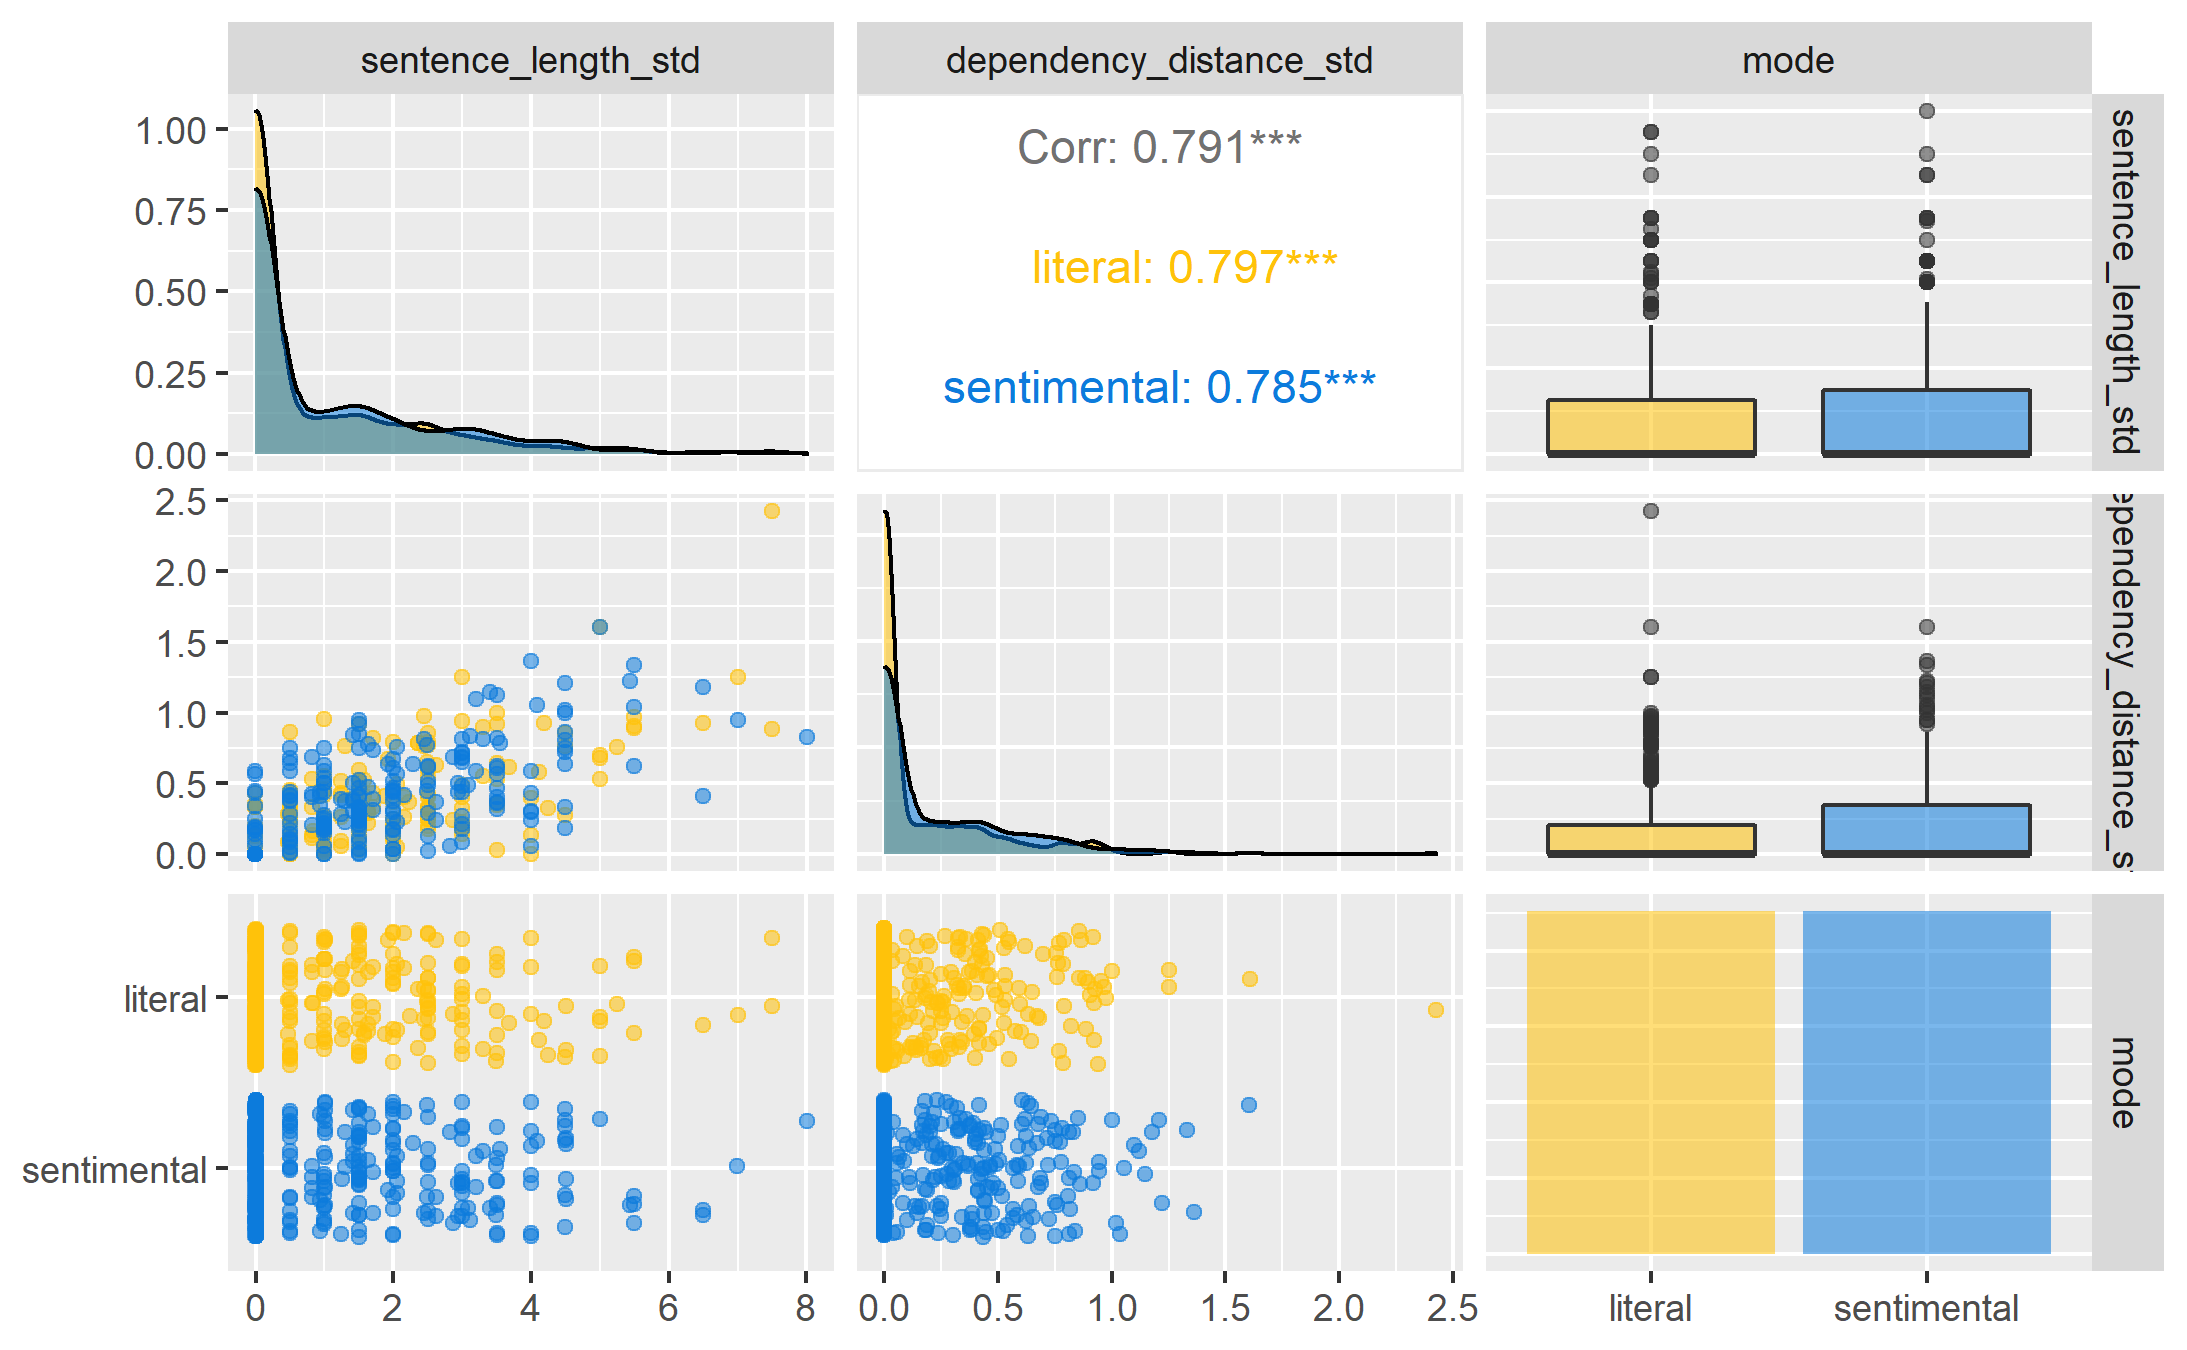 sentence_length_std
dependency_distance_std
mode
1.00
0.75
0.50
0.25
0.00
Corr: 0.791***
literal: 0.797***
sentimental: 0.785***
sentence_length_std
2.5
2.0
1.5
1.0
0.5
0.0
ependency_distance_s
literal
sentimental
mode
0
2
4
6
8
0.0
0.5
1.0
1.5
2.0
2.5
literal
sentimental